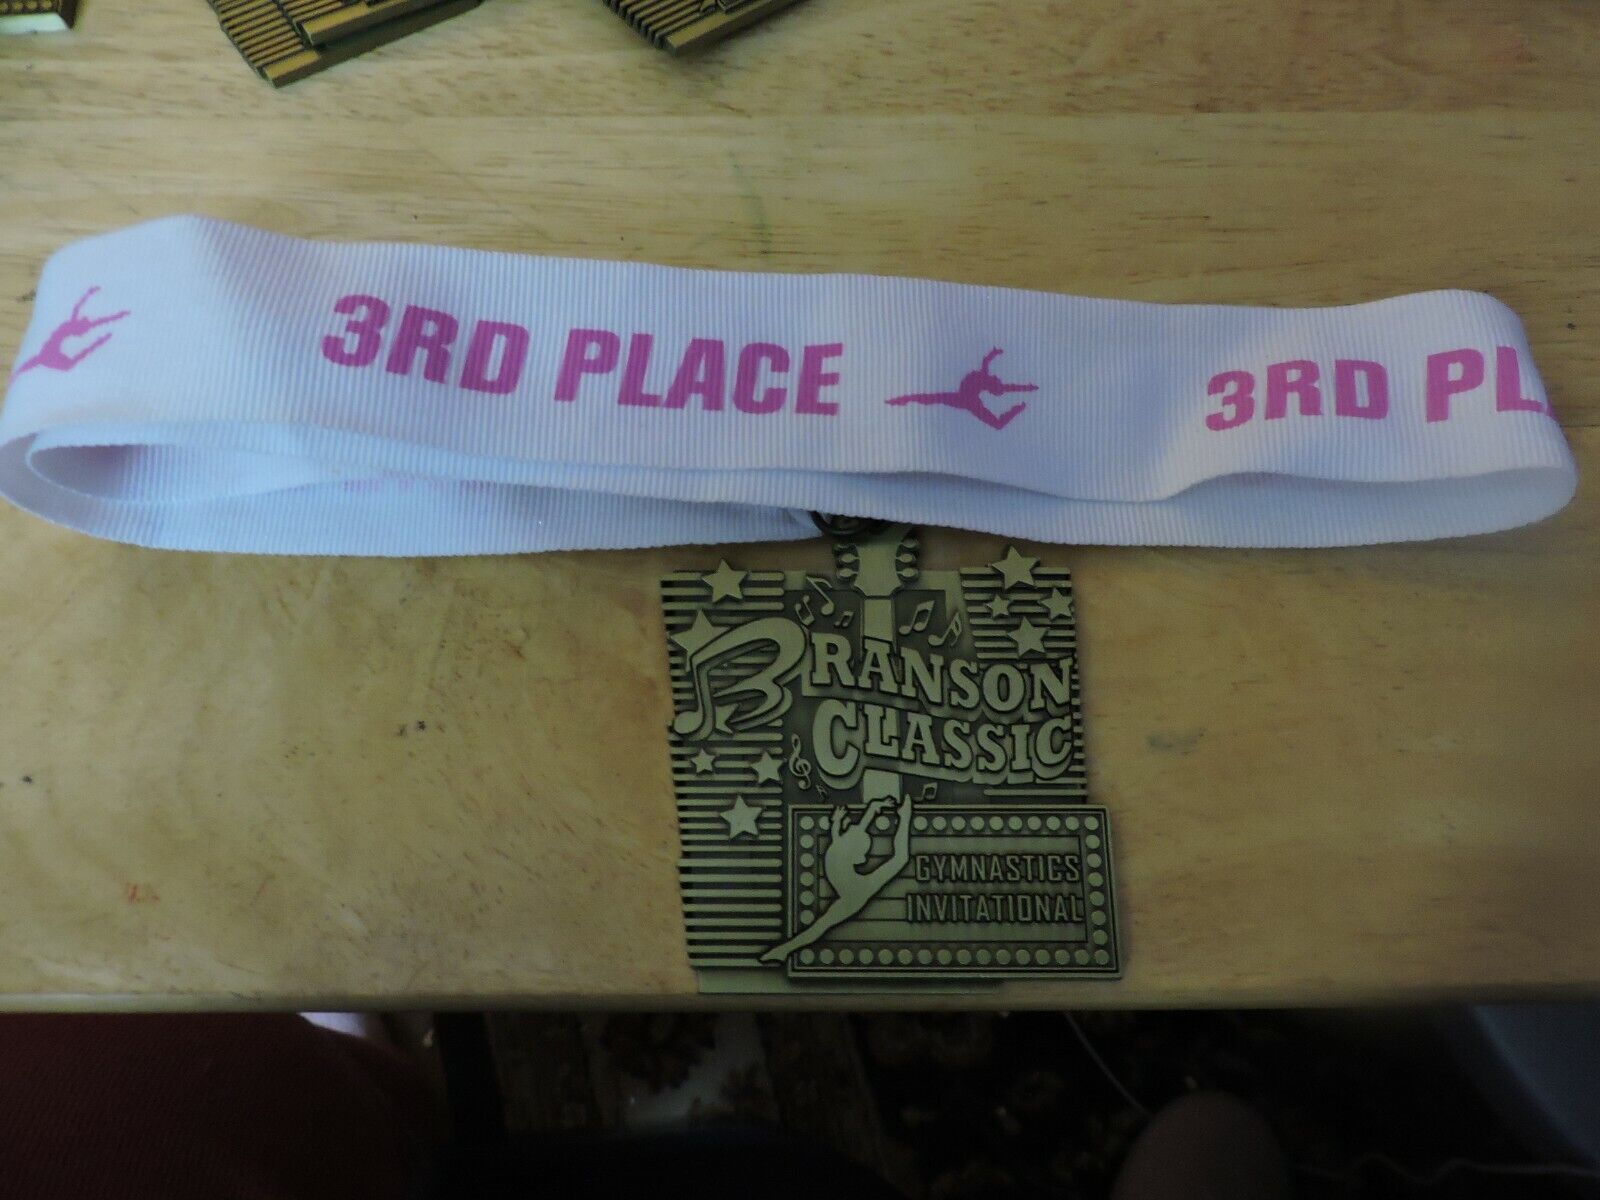 3RD PLACE
3RD PL
BRANSON
CLASSIC
GYMNASTICS
INVITATIONAL